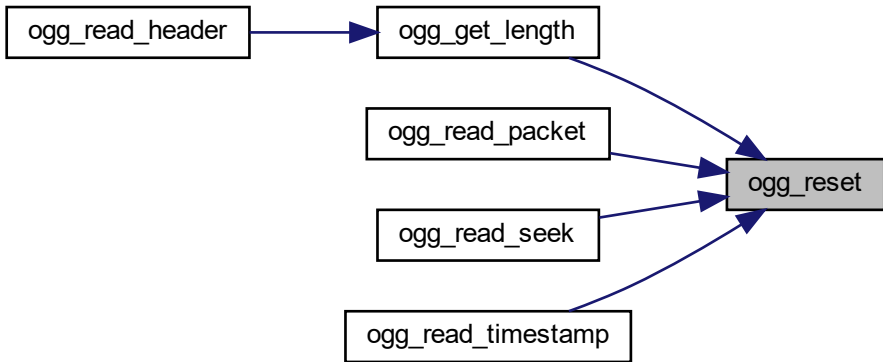 ogg_read_header
ogg_get_length
ogg_read_packet
ogg_reset
ogg_read_seek
ogg_read_timestamp